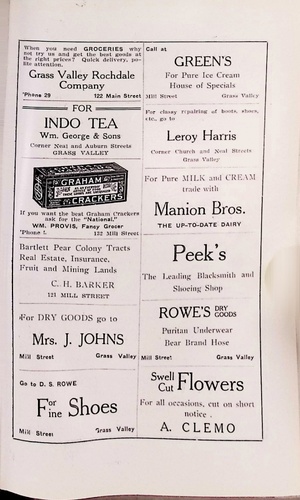 When you need GROCERIES why
not try us and get the best goods at
the right prices? Quick delivery, po-
lite attention.
Grass Valley Rochdale
Company
'Phone 29 122 Main Street
FOR
INDO TEA
Wm. George & Sons
Corner Neal and Auburn Streets
GRASS VALLEY
GRAHAM
CRACKERS
If you want the best Graham Crackers
ask for the "National."
WM. PROVIS, Fancy Grocer
'Phone 122 Mill Street
Bartlett Pear Colony Tracts
Real Estate, Insurance,
Fruit and Mining Lands
C. H. BARKER
121 MILL STREET
For DRY GOODS go to
Mrs. J. JOHNS
Mill Street Grass Valley
Go to D. S. ROWE
For Fine Shoes
Mill Street Grass Valley
Call at
GREEN'S
For Pure Ice Cream
House of Specials
Mill Street Grass Valley
For classy repairing of boots, shoes,
etc., go to
Leroy Harris
Corner Church and Neal Streets
Grass Valley
For Pure MILK and CREAM
trade with
Manion Bros.
THE UP-TO-DATE DAIRY
Peek's
The Leading Blacksmith and
Shoeing Shop
ROWE'S DRY GOODS
Puritan Underwear
Bear Brand Hose
Mill Street Grass Valley
Swell Cut Flowers
For all occasions, cut on short
notice
A. CLEMO